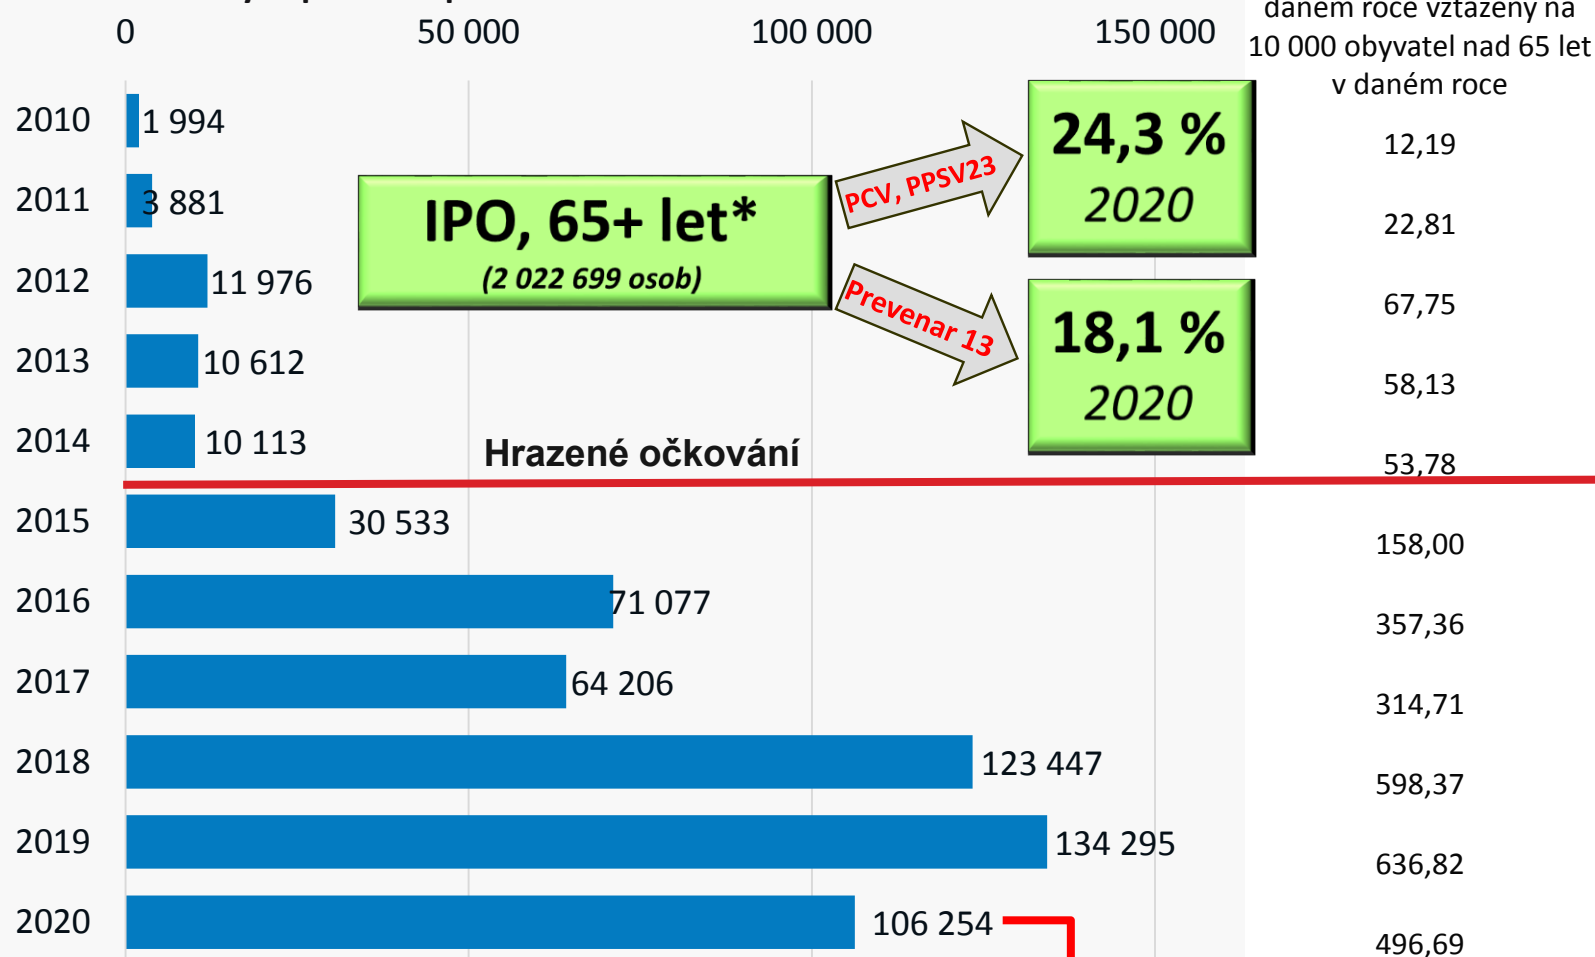 daném roce vztažený na
10 000 obyvatel nad 65 let
v daném roce
0 50 000 100 000 150 000
2010 1 994 12,19
2011 3 881 22,81
2012 11 976 67,75
2013 10 612 58,13
2014 10 113 53,78
IPO, 65+ let*
(2 022 699 osob)
PCV, PPSV23
24,3 %
2020
Prevenar 13
18,1 %
2020
Hrazené očkování
2015 30 533 158,00
2016 71 077 357,36
2017 64 206 314,71
2018 123 447 598,37
2019 134 295 636,82
2020 106 254 496,69